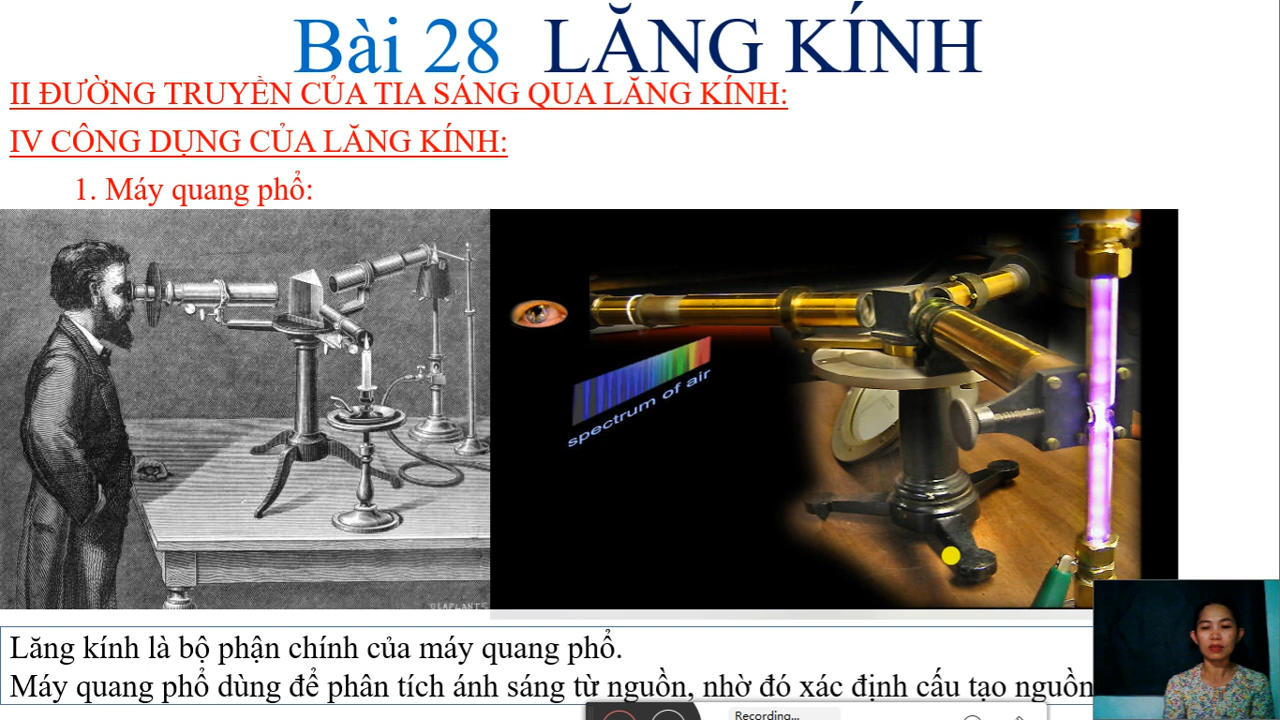 Bài 28 LĂNG KÍNH
II ĐƯỜNG TRUYỀN CỦA TIA SÁNG QUA LĂNG KÍNH:
IV CÔNG DỤNG CỦA LĂNG KÍNH:
1. Máy quang phổ:
spectrum of air
Lăng kính là bộ phận chính của máy quang phổ.
Máy quang phổ dùng để phân tích ánh sáng từ nguồn, nhờ đó xác định cấu tạo nguồn
Recording...